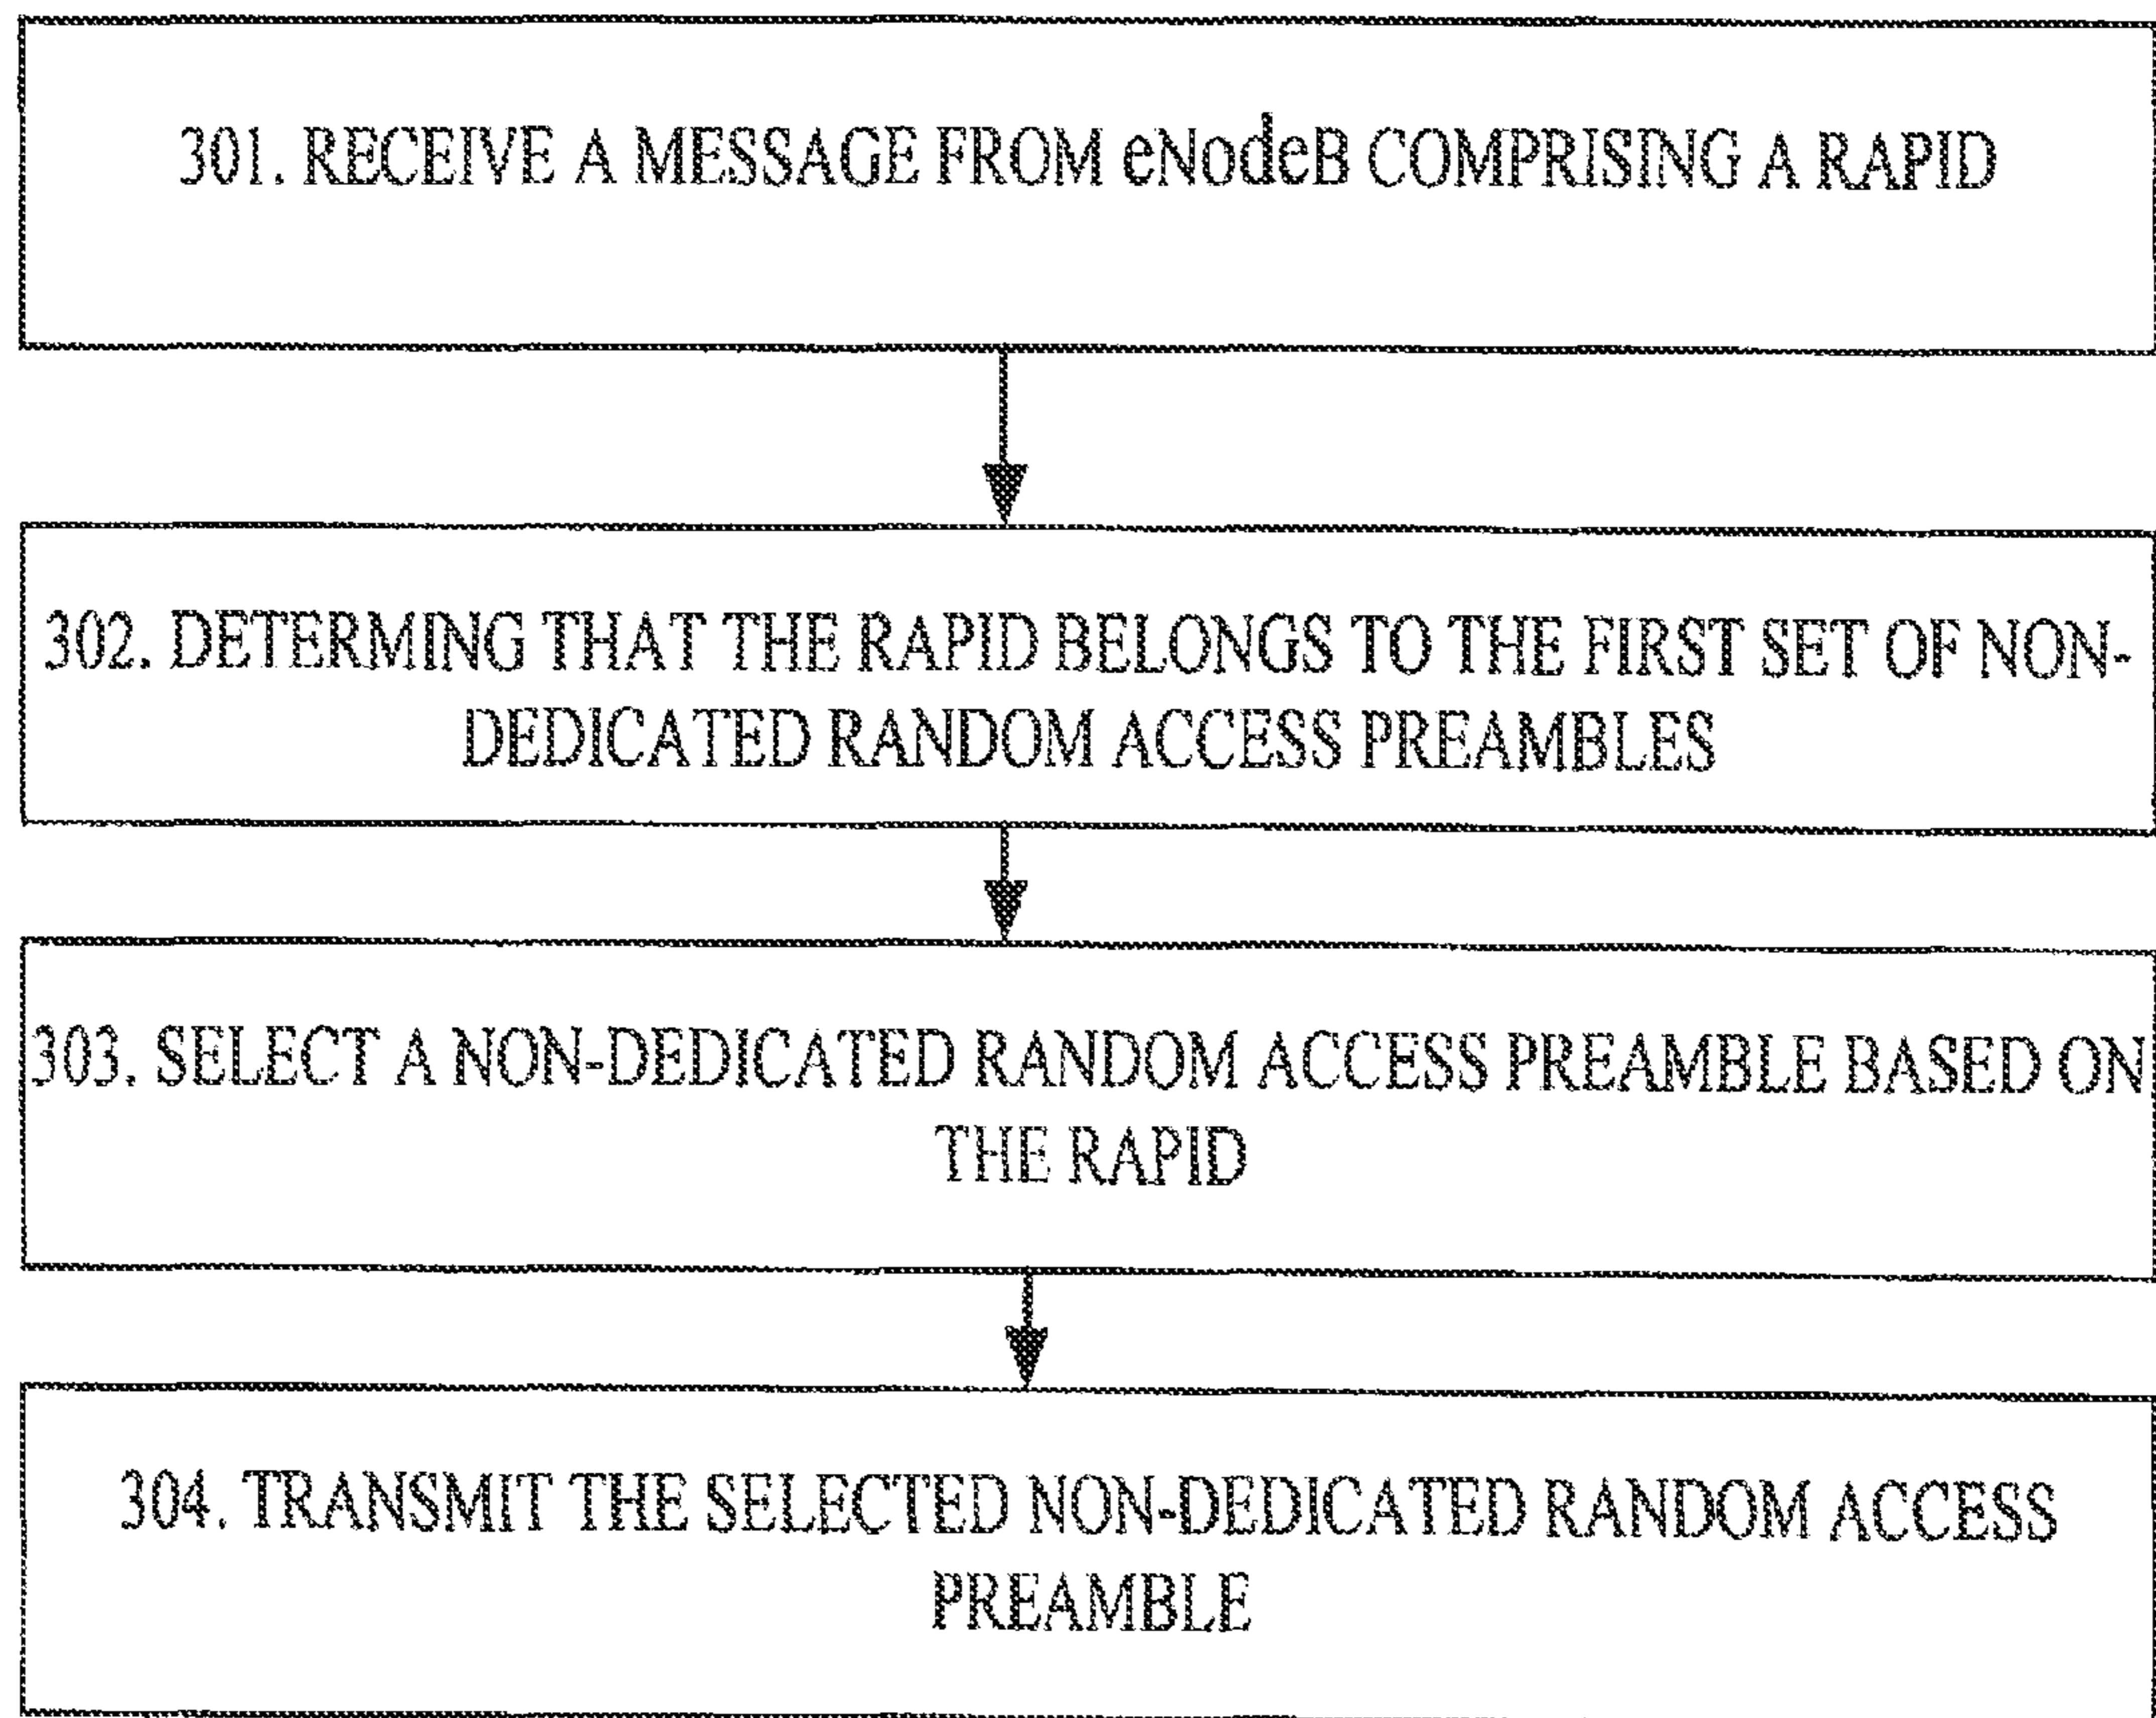 301. RECEIVE A MESSAGE FROM eNodeB COMPRISING A RAPID
302. DETERMING THAT THE RAPID BELONGS TO THE FIRST SET OF NON-
DEDICATED RANDOM ACCESS PREAMBLES
303. SELECT A NON-DEDICATED RANDOM ACCESS PREAMBLE BASED ON
THE RAPID
304. TRANSMIT THE SELECTED NON-DEDICATED RANDOM ACCESS
PREAMBLE